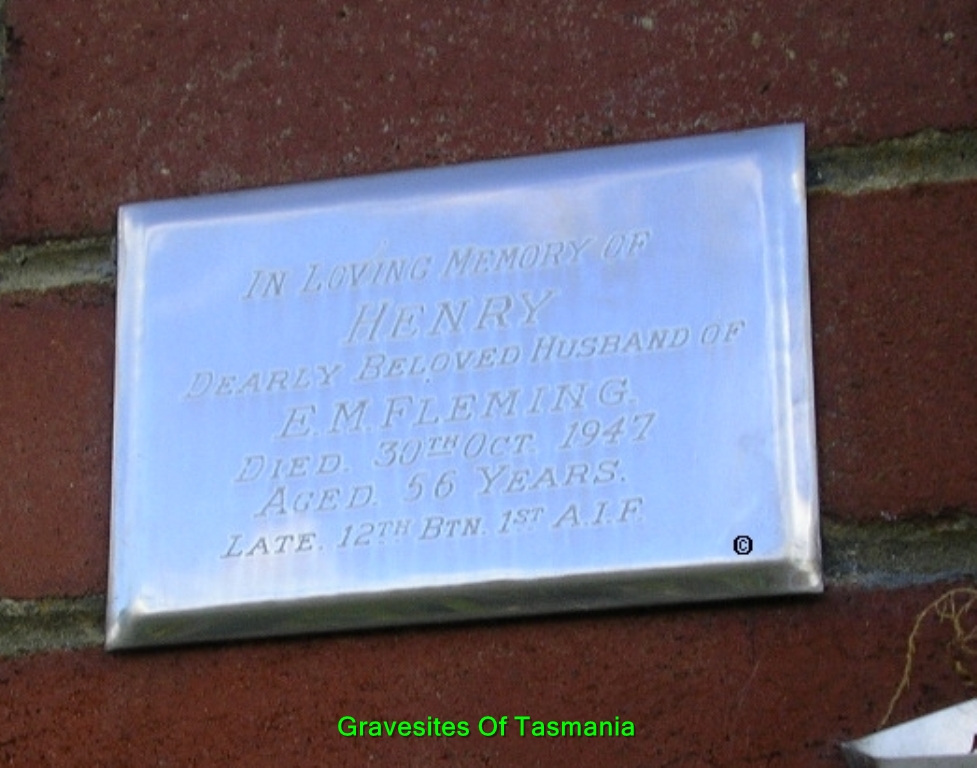 IN LOVING MEMORY OF
HENRY
DEARLY BELOVED HUSBAND OF
E.M. FLEMING.
DIED. 30TH OCT. 1947
AGED. 56 YEARS.
LATE. 12TH BTN. 1ST A.I.F.
©
Gravesites Of Tasmania